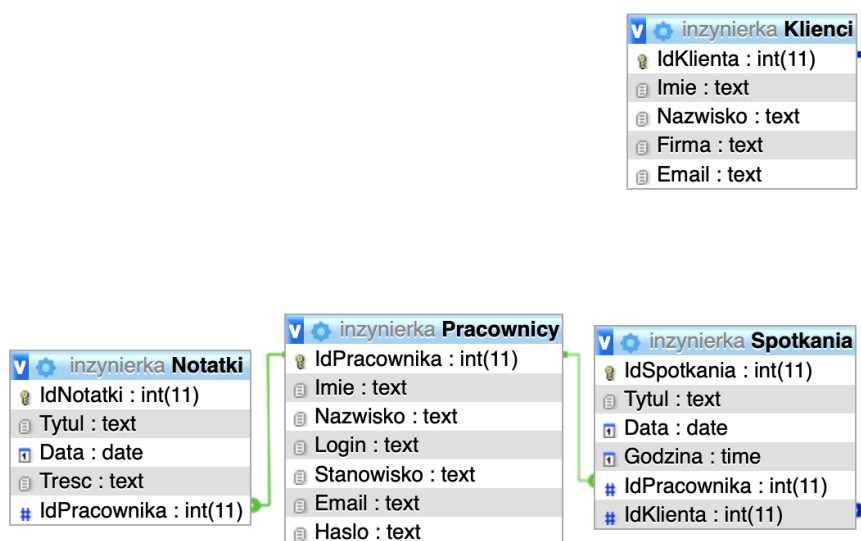 inzynierka Klienci
IdKlienta : int(11)
Imie : text
Nazwisko : text
Firma : text
Email : text
inzynierka Notatki
IdNotatki : int(11)
Tytul : text
Data : date
Tresc : text
IdPracownika : int(11)
inzynierka Pracownicy
IdPracownika : int(11)
Imie : text
Nazwisko : text
Login : text
Stanowisko : text
Email : text
Haslo : text
inzynierka Spotkania
IdSpotkania : int(11)
Tytul : text
Data : date
Godzina : time
IdPracownika : int(11)
IdKlienta : int(11)